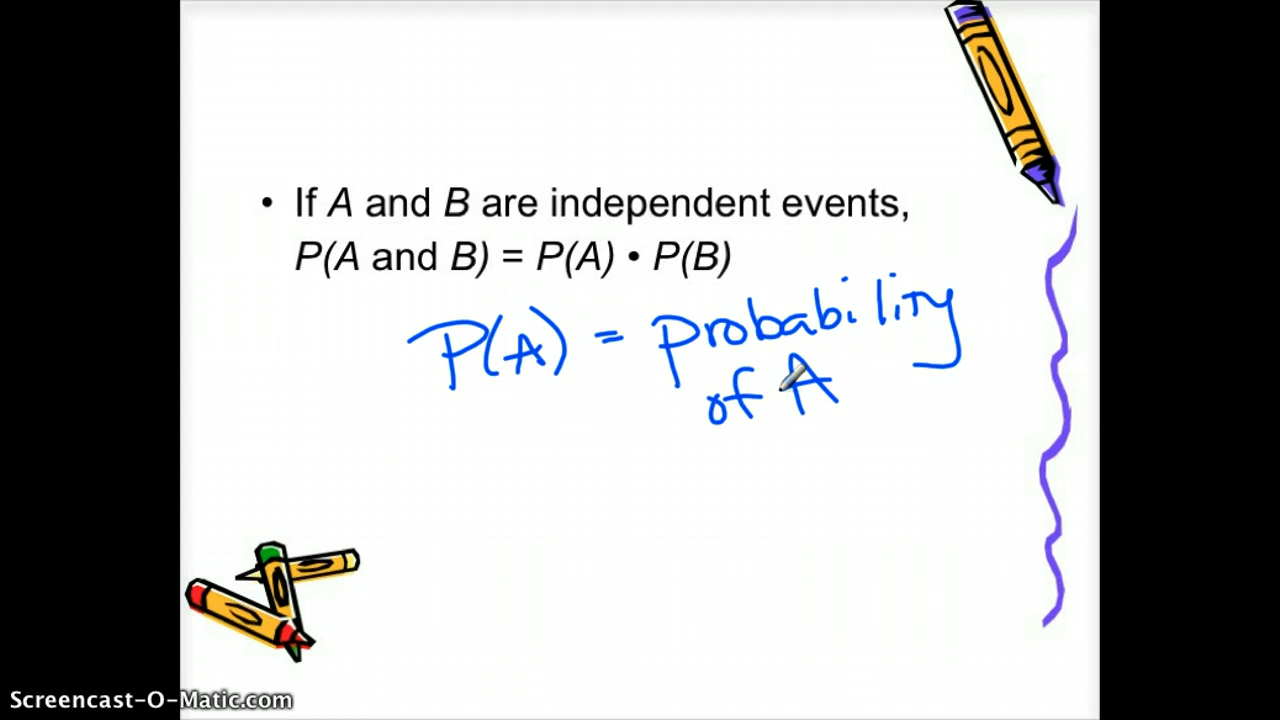 • If A and B are independent events,
P(A and B) = P(A) • P(B)
P(A) = probability
of A
Screencast-O-Matic.com